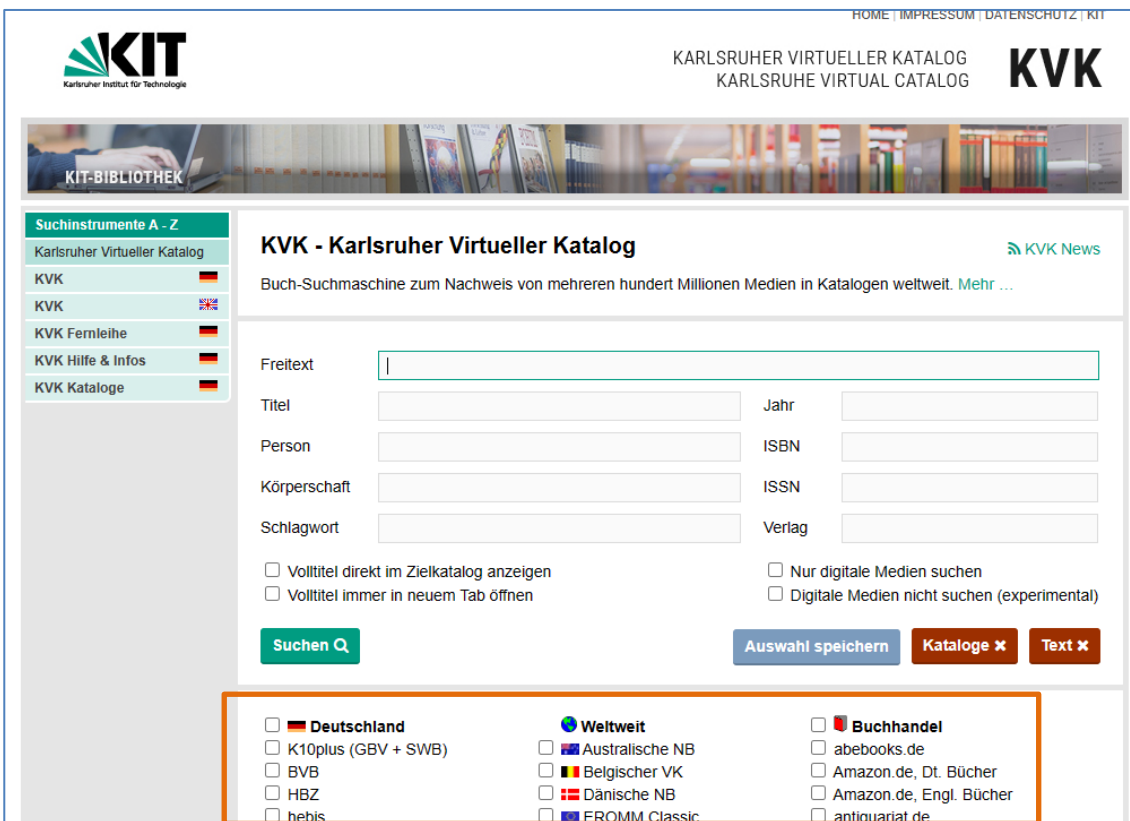 HOME | IMPRESSUM | DATENSCHUTZ | KIT
KIT
Karlsruher Institut für Technologie
KARLSRUHER VIRTUELLER KATALOG
KARLSRUHE VIRTUAL CATALOG
KVK
KIT-BIBLIOTHEK
Suchinstrumente A - Z
Karlsruher Virtueller Katalog
KVK
KVK
KVK Fernleihe
KVK Hilfe & Infos
KVK Kataloge
KVK - Karlsruher Virtueller Katalog
KVK News
Buch-Suchmaschine zum Nachweis von mehreren hundert Millionen Medien in Katalogen weltweit. Mehr ...
Freitext
Titel
Jahr
Person
ISBN
Körperschaft
ISSN
Schlagwort
Verlag
Volltitel direkt im Zielkatalog anzeigen
Nur digitale Medien suchen
Volltitel immer in neuem Tab öffnen
Digitale Medien nicht suchen (experimental)
Suchen
Auswahl speichern
Kataloge
Text
Deutschland
K10plus (GBV + SWB)
BVB
HBZ
hebis
Weltweit
Australische NB
Belgischer VK
Dänische NB
EROMM Classic
Buchhandel
abebooks.de
Amazon.de, Dt. Bücher
Amazon.de, Engl. Bücher
antiquariat.de